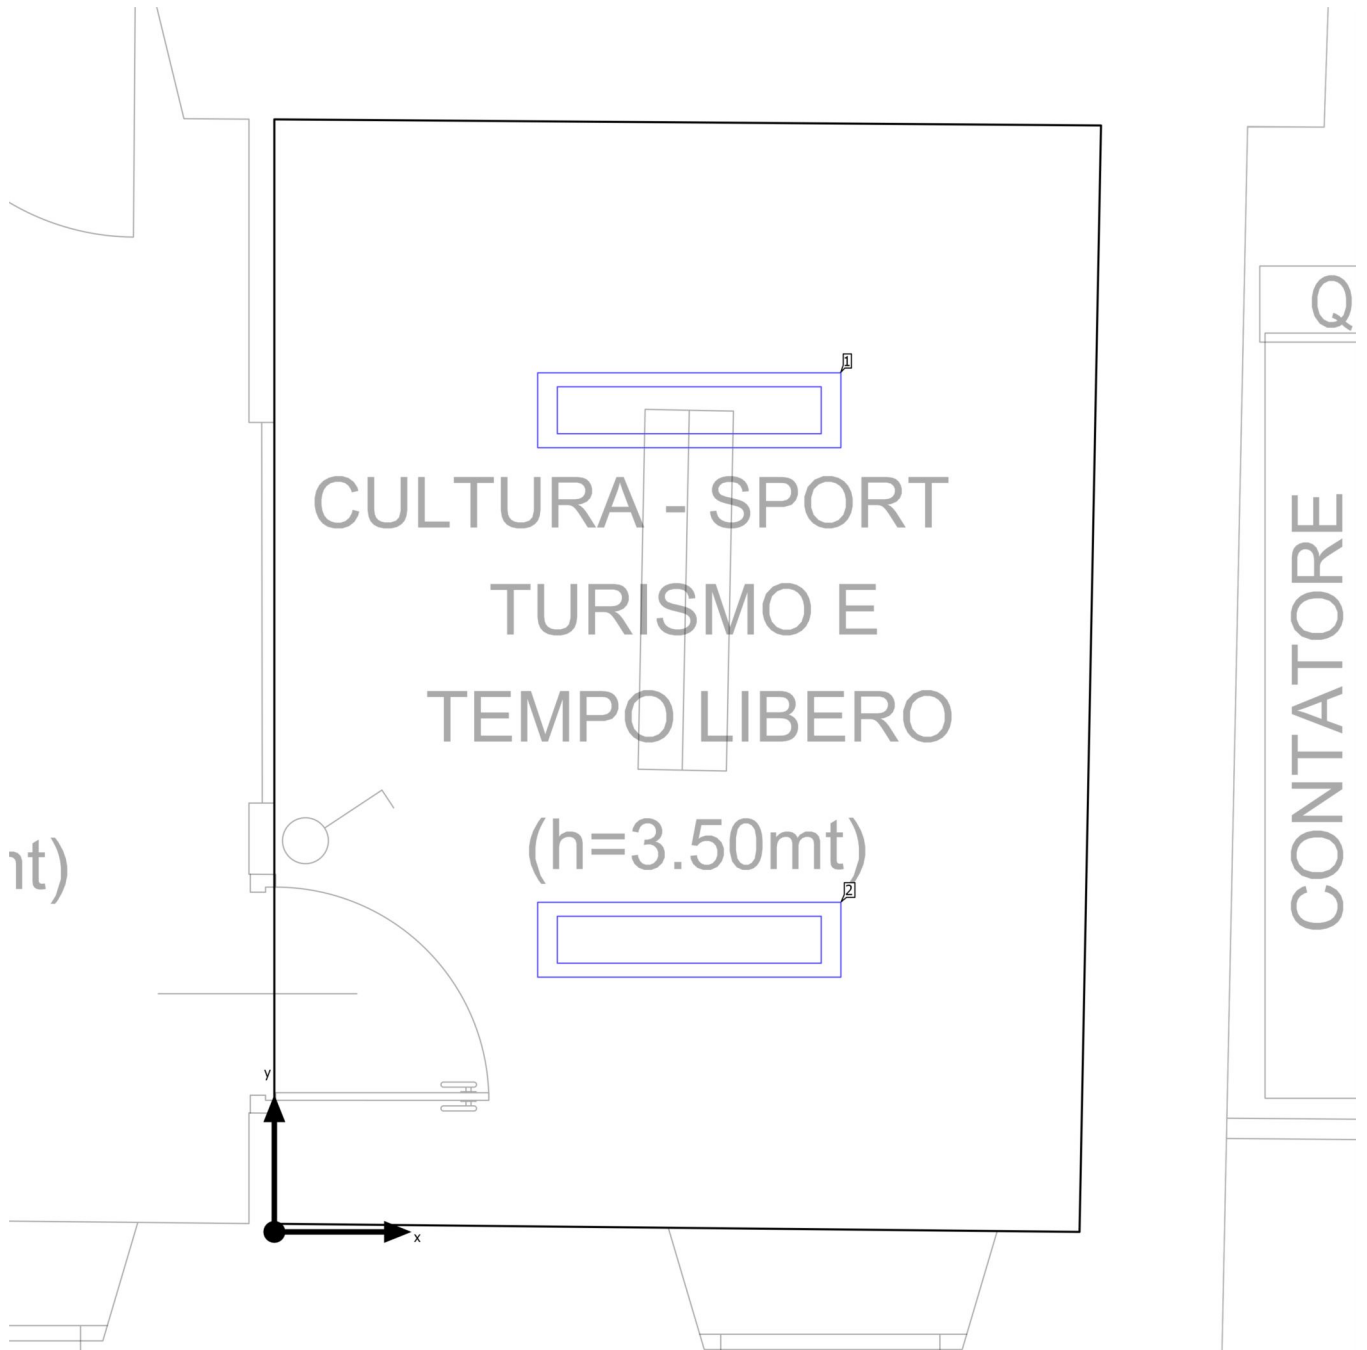 Q
1
CULTURA - SPORT
TURISMO E
TEMPO LIBERO
(h=3.50mt)
CONTATORE
2
y
x